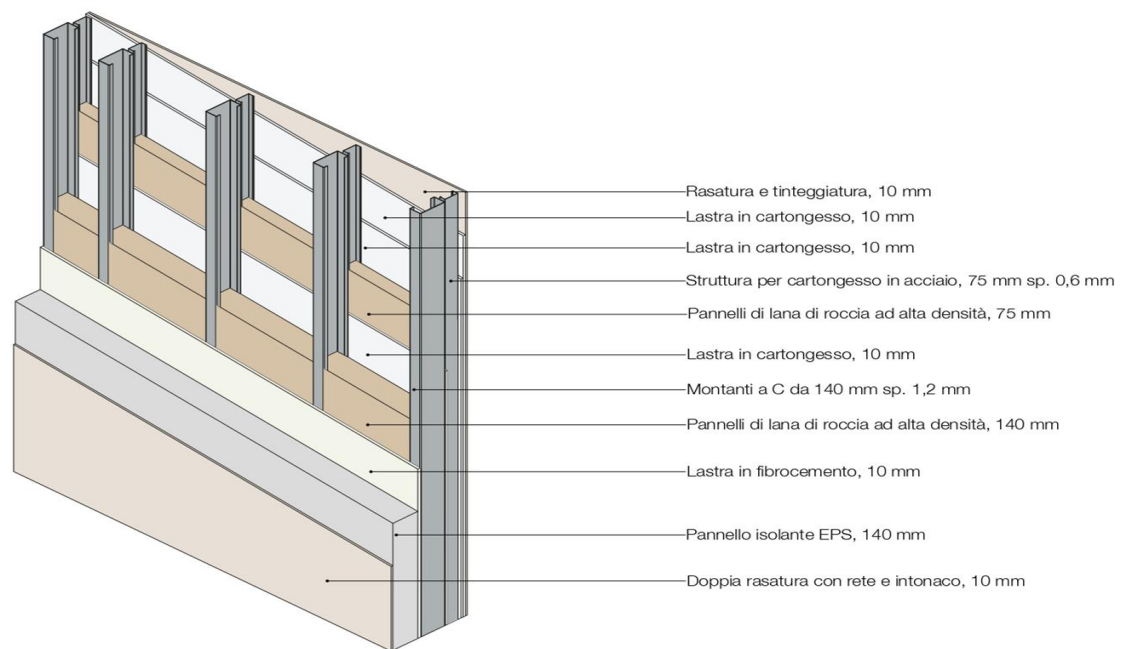 Rasatura e tinteggiatura, 10 mm
Lastra in cartongesso, 10 mm
Lastra in cartongesso, 10 mm
Struttura per cartongesso in acciaio, 75 mm sp. 0,6 mm
Pannelli di lana di roccia ad alta densità, 75 mm
Lastra in cartongesso, 10 mm
Montanti a C da 140 mm sp. 1,2 mm
Pannelli di lana di roccia ad alta densità, 140 mm
Lastra in fibrocemento, 10 mm
Pannello isolante EPS, 140 mm
Doppia rasatura con rete e intonaco, 10 mm